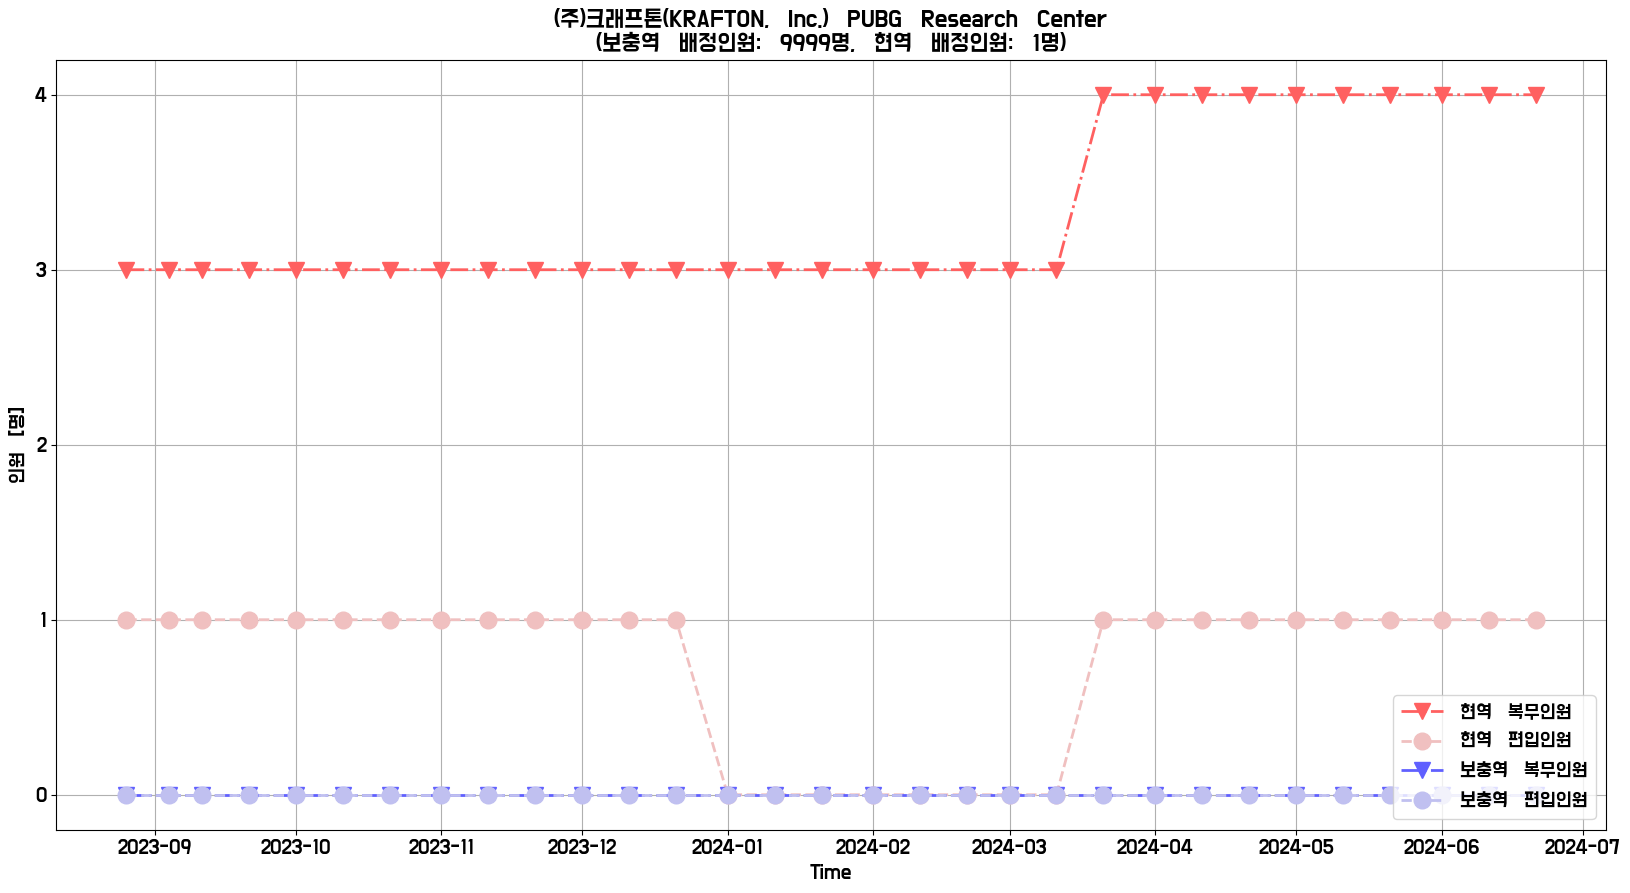 (주)크래프톤(KRAFTON, Inc.) PUBG Research Center
(보충역 배정인원: 9999명, 현역 배정인원: 1명)
인원 [명]
4
3
2
1
0
현역 복무인원
현역 편입인원
보충역 복무인원
보충역 편입인원
2023-09 2023-10 2023-11 2023-12 2024-01 2024-02 2024-03 2024-04 2024-05 2024-06 2024-07
Time